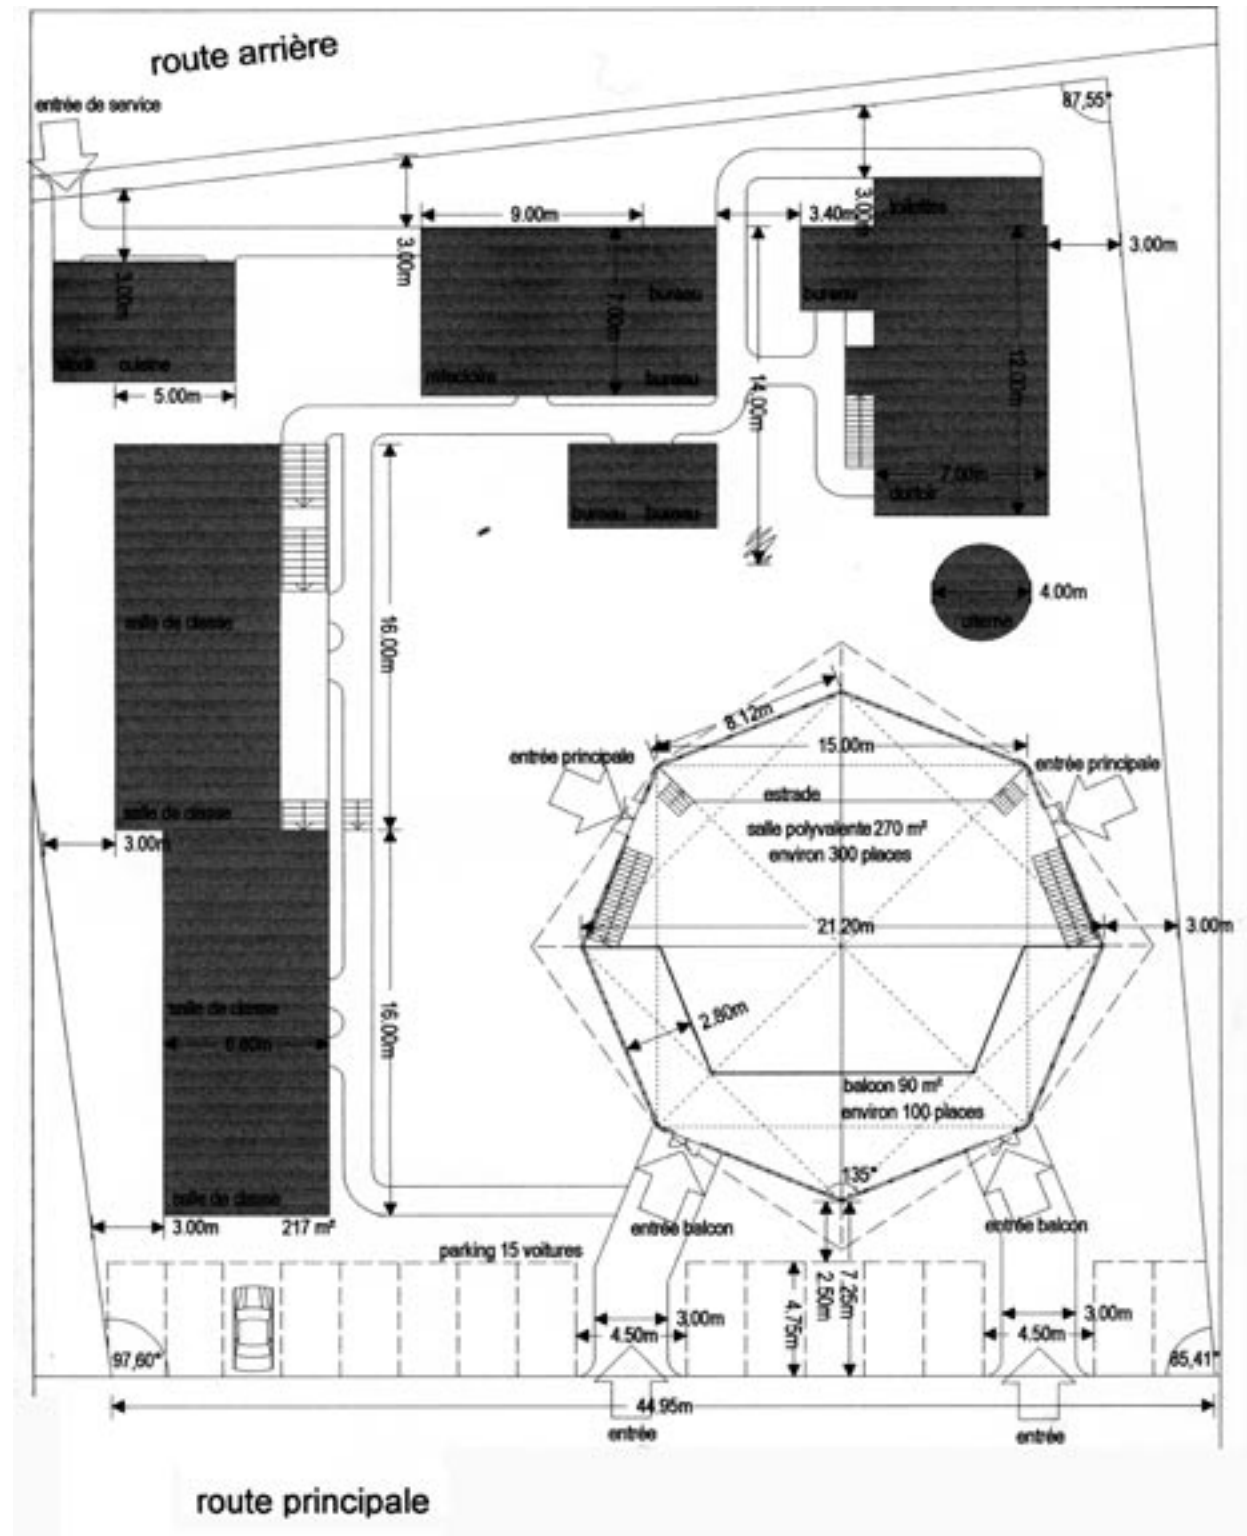 route arrière
entrée de service
87,55°
9.00m
3.40m
3.00m
toilettes
3.00m
3.00m
3.00m
bureau
bureau
7.00m
cuisine
réfectoire
bureau
12.00m
5.00m
14.00m
7.00m
dortoir
bureau
bureau
4.00m
citerne
salle de classe
16.00m
8.12m
15.00m
entrée principale
entrée principale
estrade
salle de classe
salle polyvalente 270 m²
environ 300 places
3.00m
21.20m
3.00m
salle de classe
2.80m
6.80m
16.00m
balcon 90 m²
environ 100 places
135°
salle de classe
3.00m
217 m²
entrée balcon
entrée balcon
parking 15 voitures
2.50m
7.25m
4.75m
3,00m
3,00m
4.50m
4.50m
97,60°
85,41°
44.95m
entrée
entrée
route principale